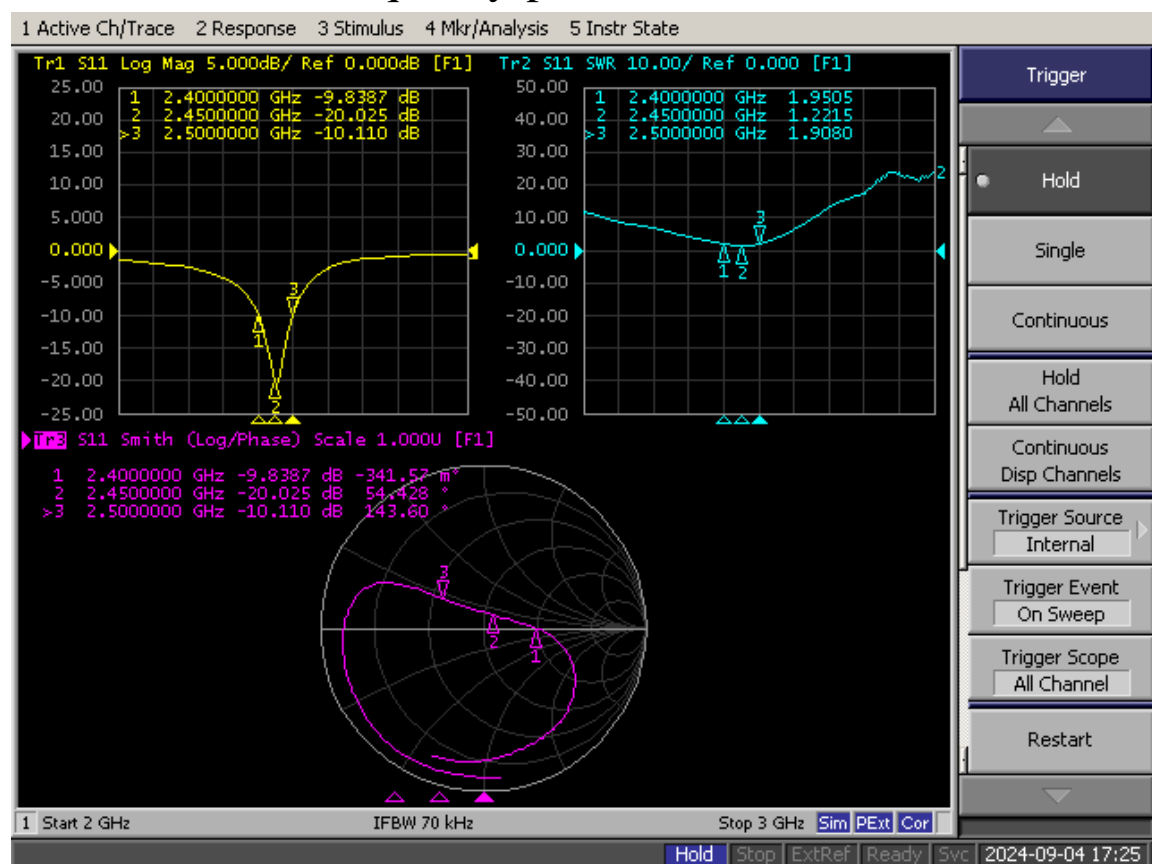 1 Active Ch/Trace 2 Response 3 Stimulus 4 Mkr/Analysis 5 Instr State
Tr1 S11 Log Mag 5.000dB/ Ref 0.000dB [F1]
25.00
20.00
15.00
10.00
5.000
0.000
-5.000
-10.00
-15.00
-20.00
-25.00
1 2.4000000 GHz -9.8387 dB
2 2.4500000 GHz -20.025 dB
>3 2.5000000 GHz -10.110 dB
1
2
3
Tr2 S11 SWR 10.00/ Ref 0.000 [F1]
50.00
40.00
30.00
20.00
10.00
0.000
-10.00
-20.00
-30.00
-40.00
-50.00
1 2.4000000 GHz 1.9505
2 2.4500000 GHz 1.2215
>3 2.5000000 GHz 1.9080
2
3
1
2
Tr3 S11 Smith (Log/Phase) Scale 1.000U [F1]
1 2.4000000 GHz -9.8387 dB -341.57 m°
2 2.4500000 GHz -20.025 dB 54.428 °
>3 2.5000000 GHz -10.110 dB 143.60 °
3
2
1
1 Start 2 GHz IFBW 70 kHz Stop 3 GHz Sim PExt Cor
Trigger
Hold
Single
Continuous
Hold
All Channels
Continuous
Disp Channels
Trigger Source
Internal
Trigger Event
On Sweep
Trigger Scope
All Channel
Restart
Hold Stop ExtRef Ready Svc 2024-09-04 17:25